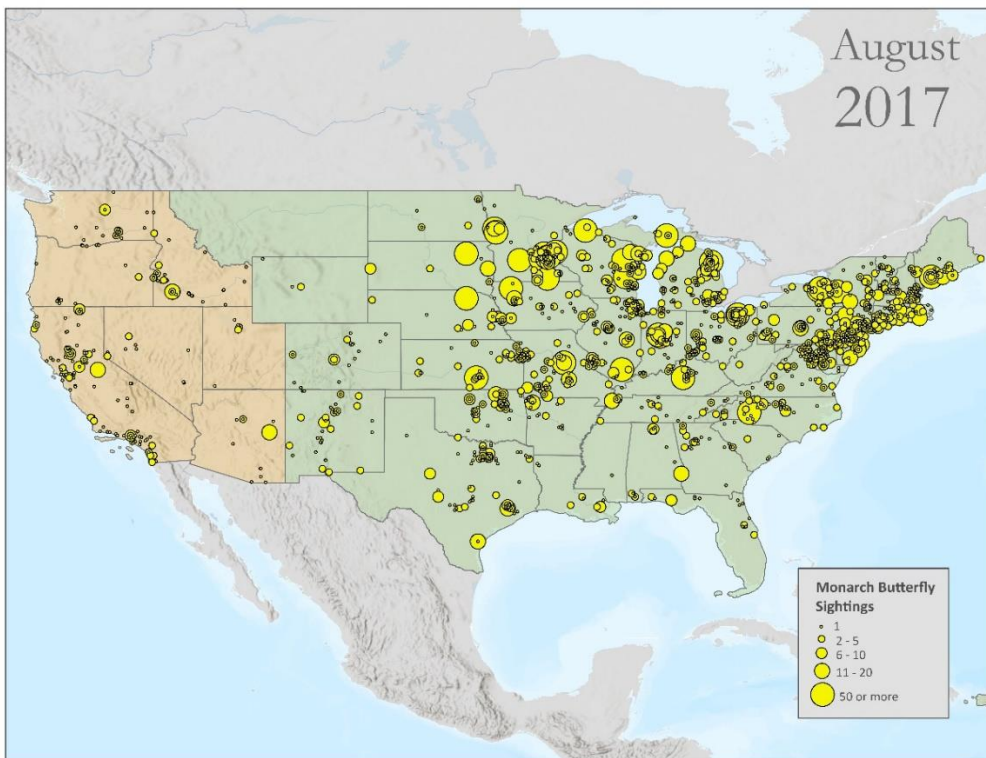 August
2017
Monarch Butterfly
Sightings
1
2 - 5
6 - 10
11 - 20
50 or more